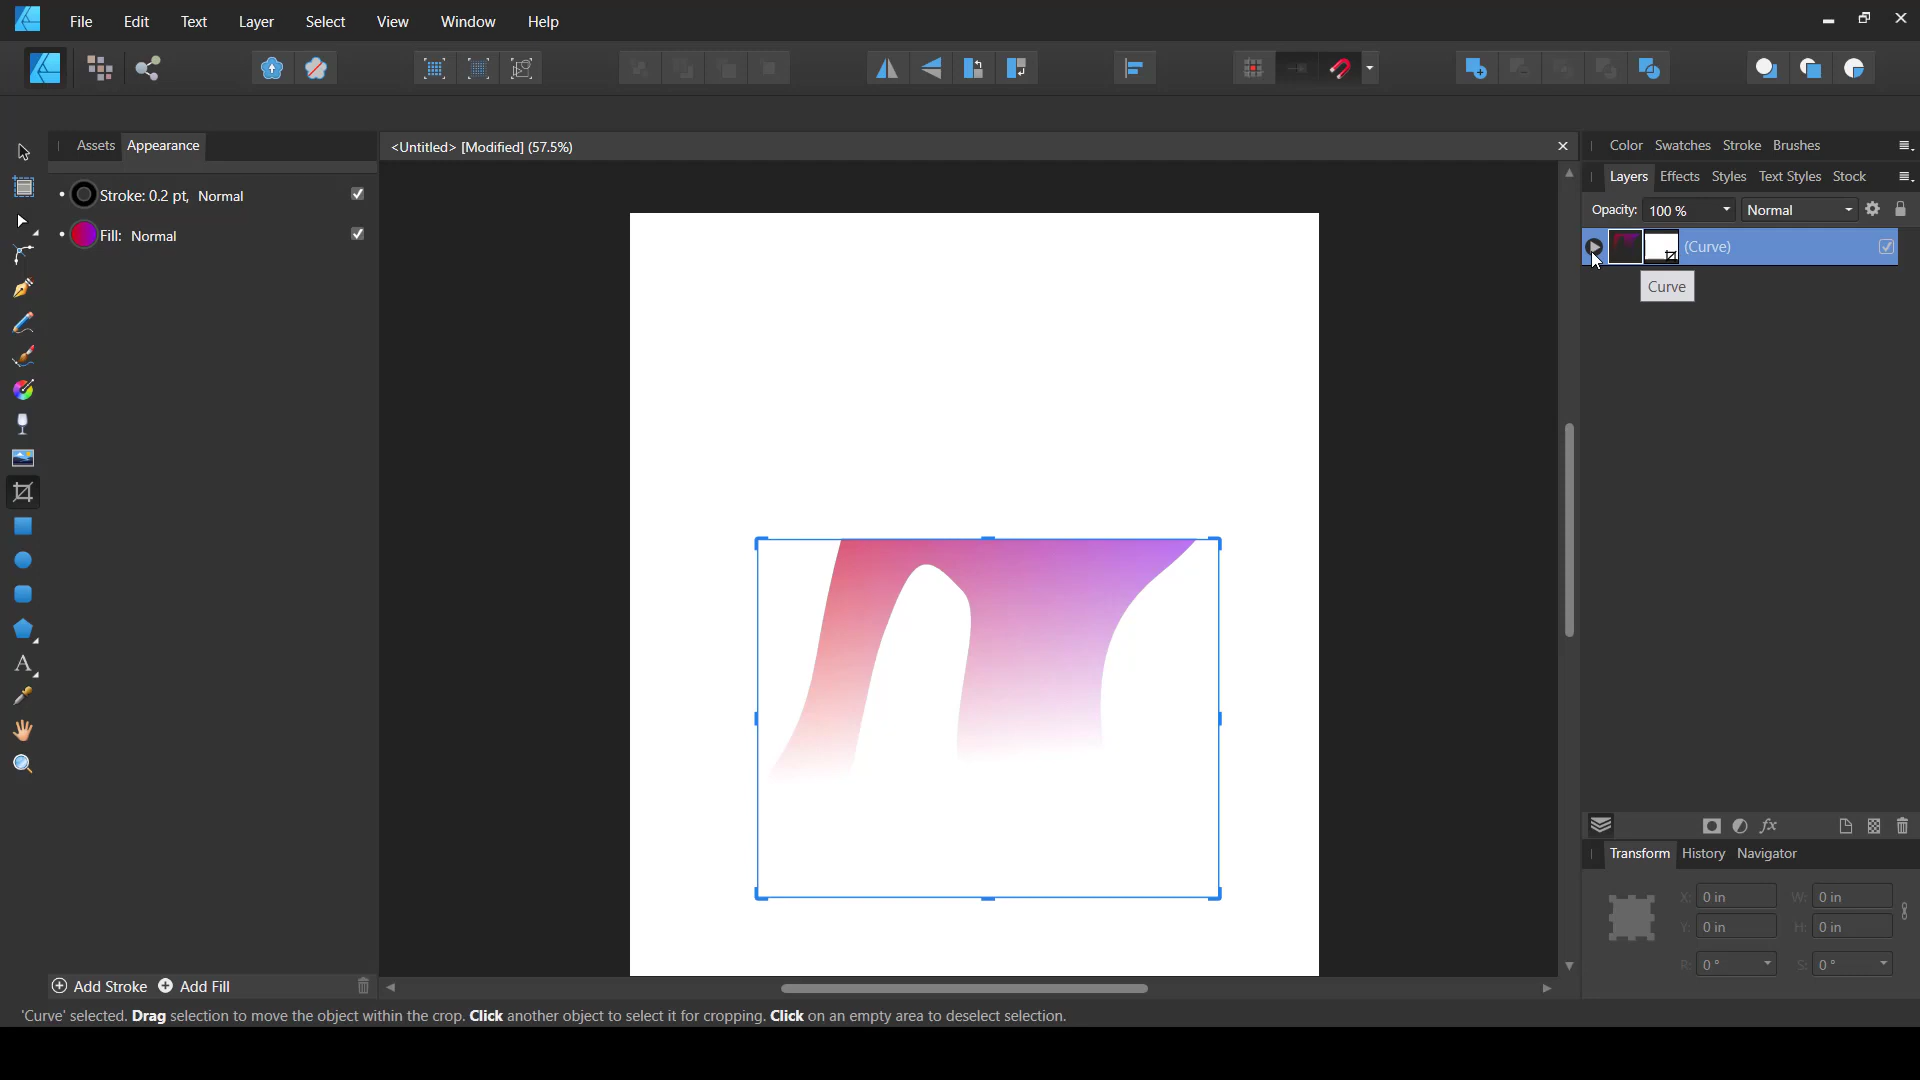 File Edit Text Layer Select View Window Help
Assets Appearance
<Untitled> [Modified] (57.5%)
Color Swatches Stroke Brushes
Layers Effects Styles Text Styles Stock
Stroke: 0.2 pt, Normal
Opacity: 100 % Normal
Fill: Normal
(Curve)
Curve
fx
Transform History Navigator
X: 0 in W: 0 in
Y: 0 in H: 0 in
R: 0 ° S: 0 °
Add Stroke Add Fill
'Curve' selected. Drag selection to move the object within the crop. Click another object to select it for cropping. Click on an empty area to deselect selection.